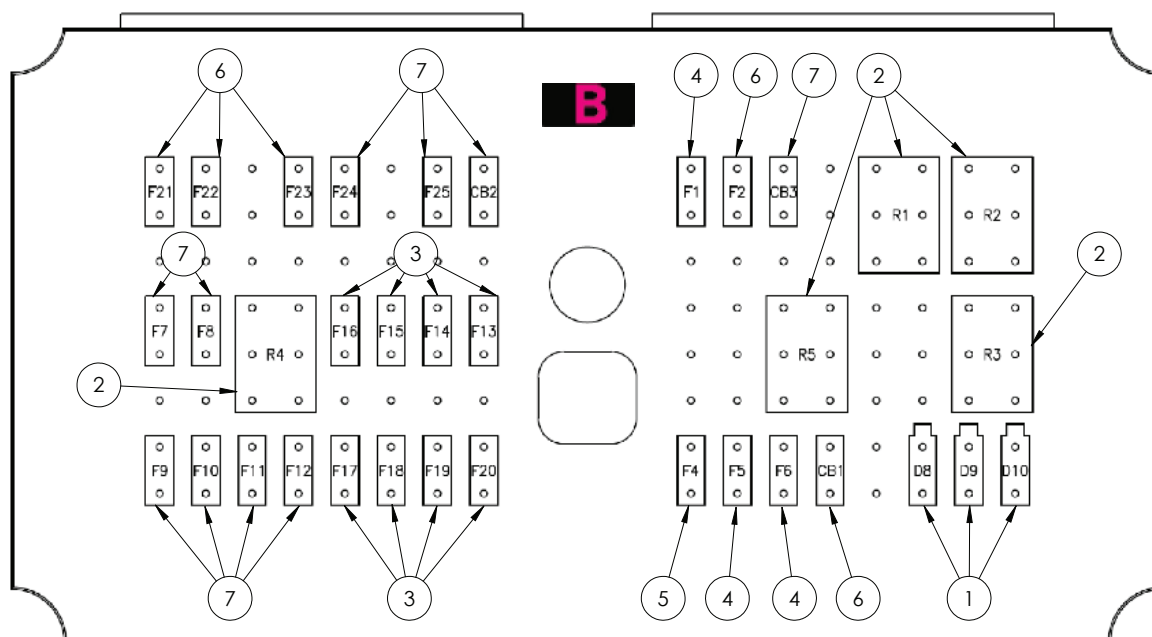 6 7 4 6 7 2
B
F21 F22 F23 F24 F25 CB2 F1 F2 CB3 R1 R2
7 3 2
F7 F8 R4 F16 F15 F14 F13 R5 R3
2
F9 F10 F11 F12 F17 F18 F19 F20 F4 F5 F6 CB1 D8 D9 D10
7 3 5 4 4 6 1